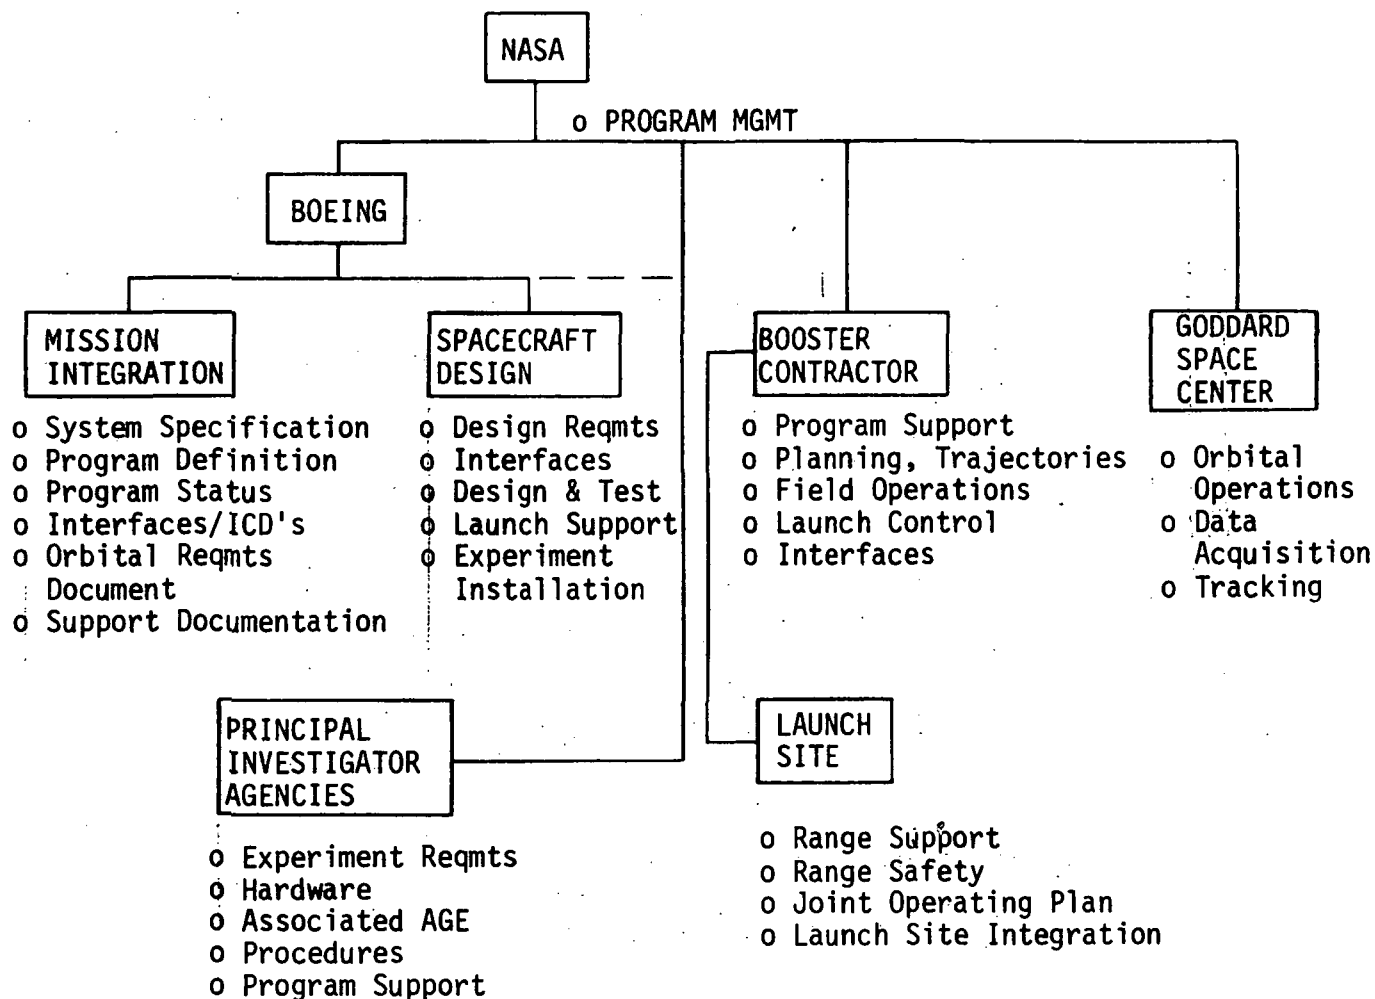 NASA
o PROGRAM MGMT
BOEING
MISSION
INTEGRATION
o System Specification
o Program Definition
o Program Status
o Interfaces/ICD's
o Orbital Reqmts
Document
o Support Documentation
SPACECRAFT
DESIGN
o Design Reqmts
o Interfaces
o Design & Test
o Launch Support
o Experiment
Installation
BOOSTER
CONTRACTOR
o Program Support
o Planning, Trajectories
o Field Operations
o Launch Control
o Interfaces
GODDARD
SPACE
CENTER
o Orbital
Operations
o Data
Acquisition
o Tracking
PRINCIPAL
INVESTIGATOR
AGENCIES
o Experiment Reqmts
o Hardware
o Associated AGE
o Procedures
o Program Support
LAUNCH
SITE
o Range Support
o Range Safety
o Joint Operating Plan
o Launch Site Integration